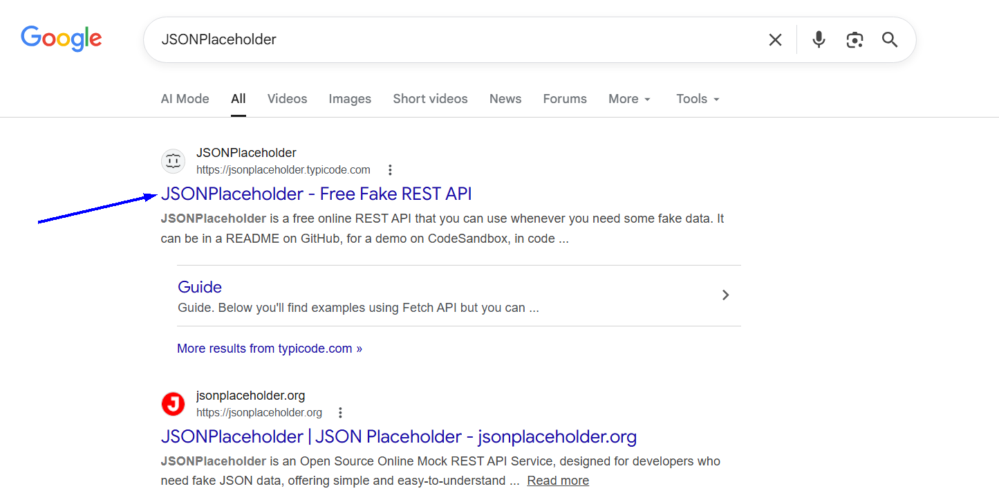 Google
JSONPlaceholder
AI Mode All Videos Images Short videos News Forums More Tools
JSONPlaceholder
https://jsonplaceholder.typicode.com
JSONPlaceholder - Free Fake REST API
JSONPlaceholder is a free online REST API that you can use whenever you need some fake data. It
can be in a README on GitHub, for a demo on CodeSandbox, in code ...
Guide
Guide. Below you'll find examples using Fetch API but you can ...
More results from typicode.com »
J
jsonplaceholder.org
https://jsonplaceholder.org
JSONPlaceholder | JSON Placeholder - jsonplaceholder.org
JSONPlaceholder is an Open Source Online Mock REST API Service, designed for developers who
need fake JSON data, offering simple and easy-to-understand ... Read more